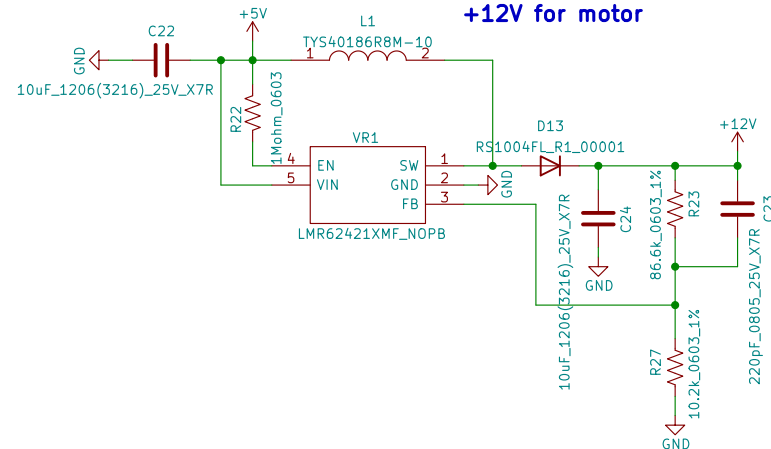 +12V for motor
+5V
L1
C22
TYS40186R8M-10
1
2
GND
10uF_1206(3216)_25V_X7R
R22
1Mohm_0603
VR1
D13
+12V
RS1004FL_R1_00001
4
EN
SW
1
5
VIN
GND
2
GND
FB
3
LMR62421XMF_NOPB
C24
10uF_1206(3216)_25V_X7R
GND
R23
86.6k_0603_1%
C23
220pF_0805_25V_X7R
R27
10.2k_0603_1%
GND